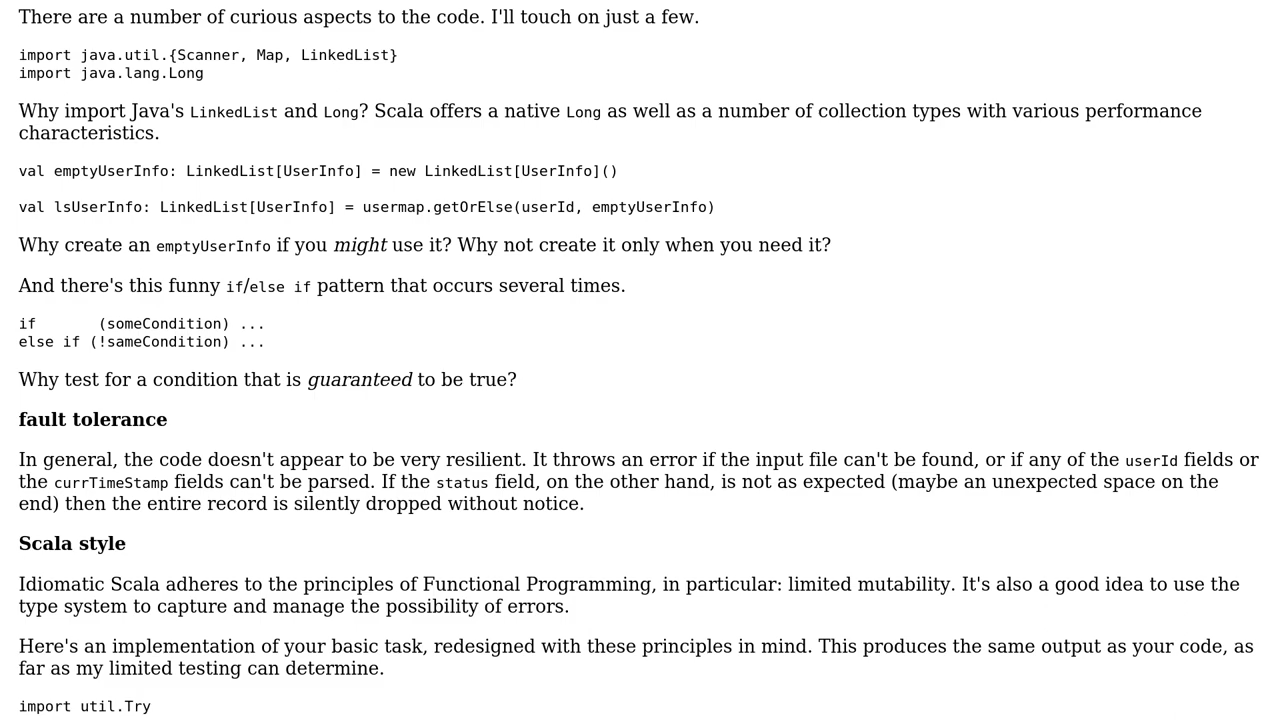 There are a number of curious aspects to the code. I'll touch on just a few.
import java.util.{Scanner, Map, LinkedList}
import java.lang.Long
Why import Java's LinkedList and Long? Scala offers a native Long as well as a number of collection types with various performance
characteristics.
val emptyUserInfo: LinkedList[UserInfo] = new LinkedList[UserInfo]()
val lsUserInfo: LinkedList[UserInfo] = usermap.getOrElse(userId, emptyUserInfo)
Why create an emptyUserInfo if you might use it? Why not create it only when you need it?
And there's this funny if/else if pattern that occurs several times.
if       (someCondition) ...
else if (!sameCondition) ...
Why test for a condition that is guaranteed to be true?
fault tolerance
In general, the code doesn't appear to be very resilient. It throws an error if the input file can't be found, or if any of the userId fields or
the currTimeStamp fields can't be parsed. If the status field, on the other hand, is not as expected (maybe an unexpected space on the
end) then the entire record is silently dropped without notice.
Scala style
Idiomatic Scala adheres to the principles of Functional Programming, in particular: limited mutability. It's also a good idea to use the
type system to capture and manage the possibility of errors.
Here's an implementation of your basic task, redesigned with these principles in mind. This produces the same output as your code, as
far as my limited testing can determine.
import util.Try